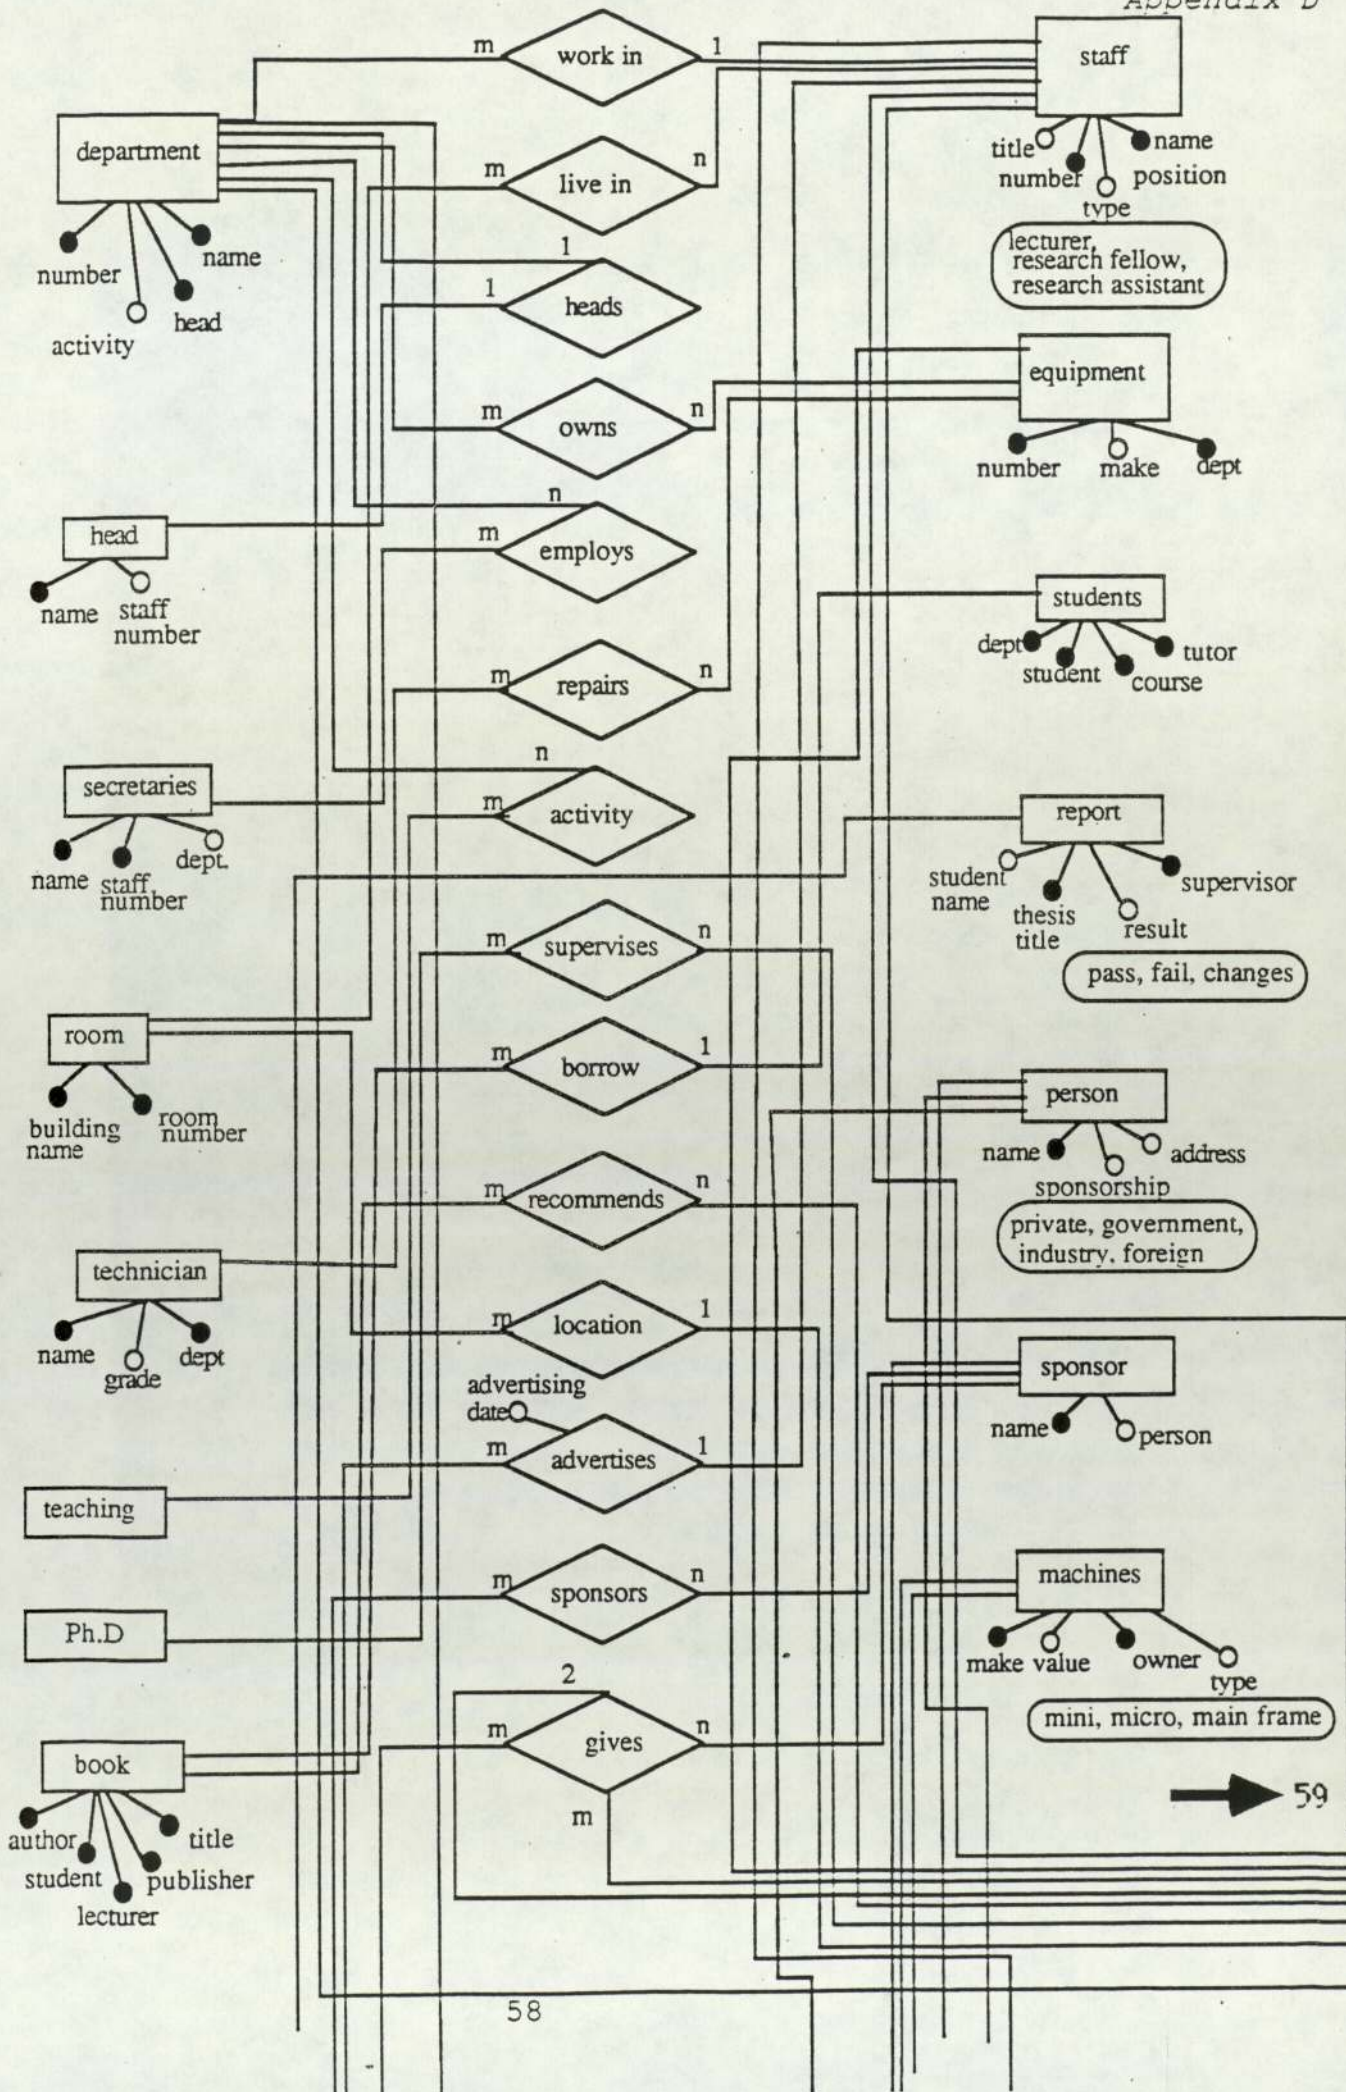 Appendix B
m
work in
1
staff
department
title
name
number
position
type
m
live in
n
lecturer,
research fellow,
research assistant
number
name
head
activity
1
1
heads
equipment
m
owns
n
number
make
dept
n
head
m
employs
name
staff
number
students
dept
student
course
tutor
m
repairs
n
secretaries
n
name
staff
number
dept.
m
activity
report
student
name
thesis
title
result
supervisor
pass, fail, changes
m
supervises
n
room
building
name
room
number
m
borrow
1
person
name
address
sponsorship
private, government,
industry, foreign
m
recommends
n
technician
name
grade
dept
m
location
1
sponsor
name
person
advertising
date
m
advertises
1
teaching
m
sponsors
n
machines
make
value
owner
type
mini, micro, main frame
Ph.D
2
m
gives
n
m
book
author
student
lecturer
publisher
title
59
58